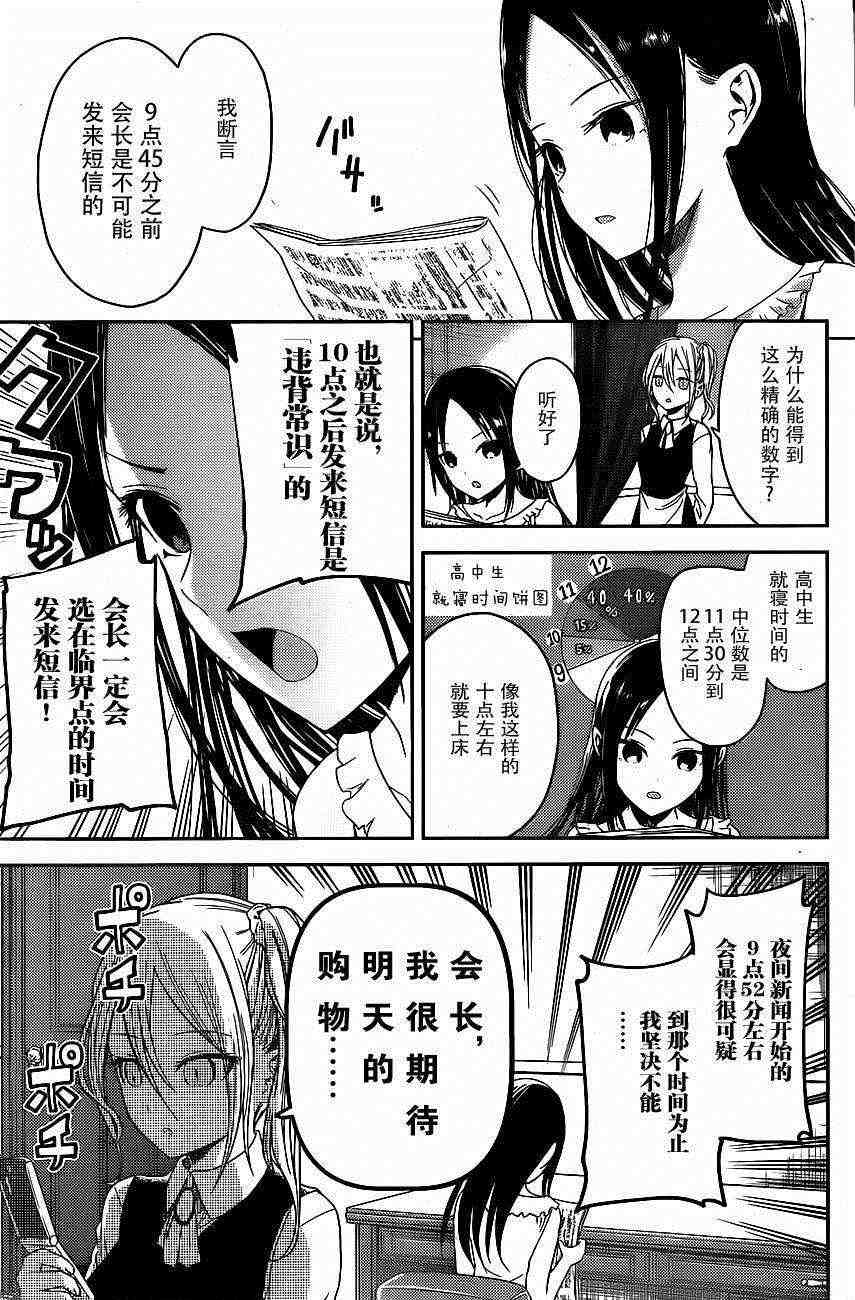 我断言
9点45分之前
会长是不可能
发来短信的
为什么能得到
这么精确的数字?
听好了
高中生
就寝时间的
中位数是
11点30分到
12点之间
高中生
就寝时间饼图
12
11
10
9
40%
40%
15%
5%
像我这样的
十点左右
就要上床
也就是说,
10点之后发来短信是
「违背常识」的
クワッ
会长一定会
选在临界点的时间
发来短信!
夜间新闻开始的
9点52分左右
会显得很可疑
到那个时间为止
我坚决不能
……
会长,
我很期待
明天的
购物……
ポチ
ポチ